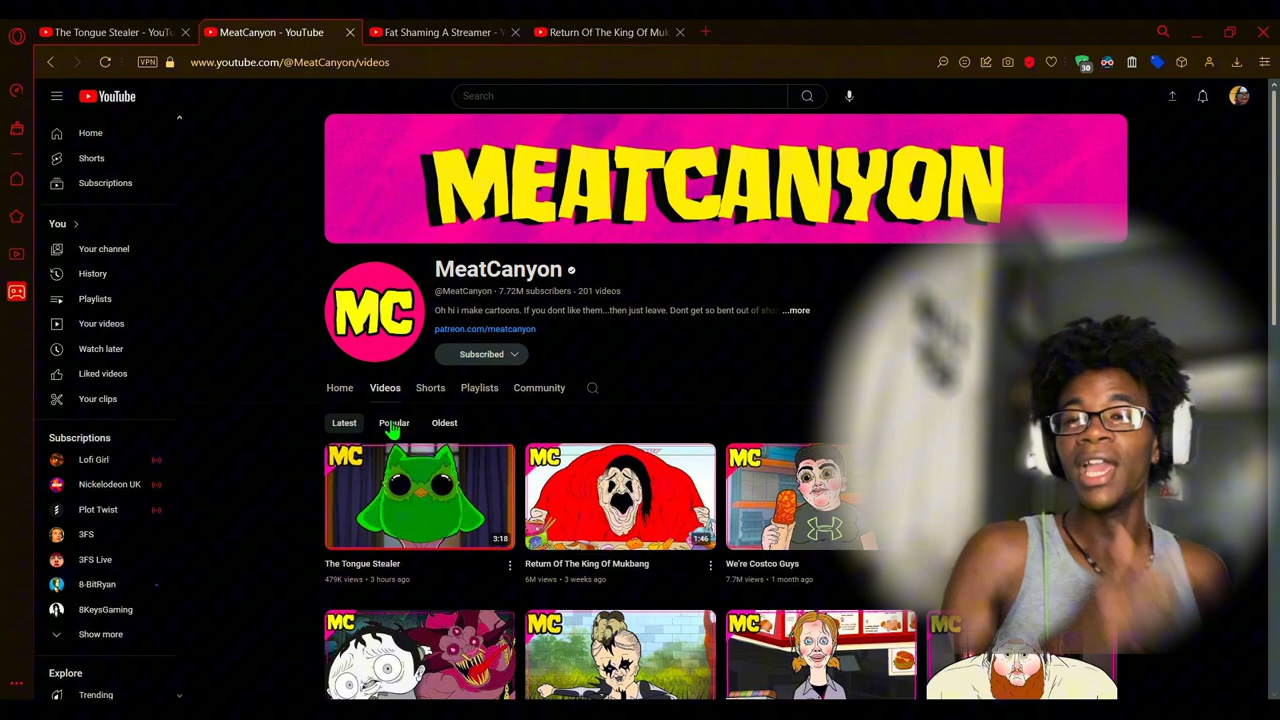 The Tongue Stealer - YouTu
MeatCanyon - YouTube
Fat Shaming A Streamer -
Return Of The King Of Muk
VPN
www.youtube.com/@MeatCanyon/videos
30
YouTube
Search
Home
Shorts
Subscriptions
You
Your channel
History
Playlists
Your videos
Watch later
Liked videos
Your clips
Subscriptions
Lofi Girl
Nickelodeon UK
Plot Twist
3FS
3FS Live
8-BitRyan
8KeysGaming
Show more
Explore
Trending
MEATCANYON
MC
MeatCanyon
@MeatCanyon • 7.72M subscribers • 201 videos
Oh hi i make cartoons. If you dont like them...then just leave. Dont get so bent out of sha ...more
patreon.com/meatcanyon
Subscribed
Home Videos Shorts Playlists Community
Latest Popular Oldest
MC MC MC
3:18 1:46
The Tongue Stealer
479K views • 3 hours ago
Return Of The King Of Mukbang
6M views • 3 weeks ago
We're Costco Guys
7.7M views • 1 month ago
MC MC MC MC